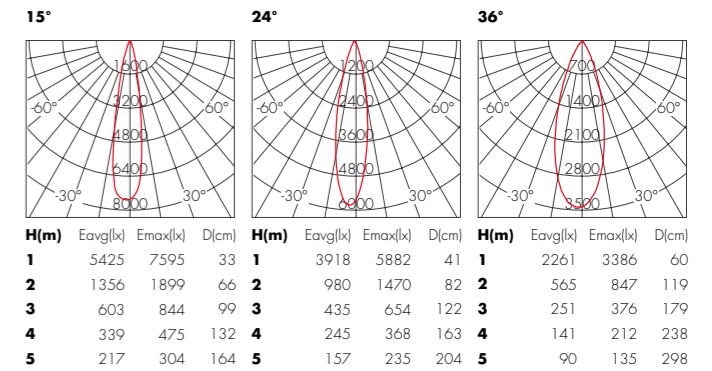 15° 24° 36°
1600 1200 700
3200 2400 1400
-60° 60° -60° 60° -60° 60°
4800 3600 2100
6400 4800 2800
-30° 30° -30° 30° -30° 30°
8000 6000 3500
H(m) Eavg(lx) Emax(lx) D(cm) H(m) Eavg(lx) Emax(lx) D(cm) H(m) Eavg(lx) Emax(lx) D(cm)
1 5425 7595 33 1 3918 5882 41 1 2261 3386 60
2 1356 1899 66 2 980 1470 82 2 565 847 119
3 603 844 99 3 435 654 122 3 251 376 179
4 339 475 132 4 245 368 163 4 141 212 238
5 217 304 164 5 157 235 204 5 90 135 298